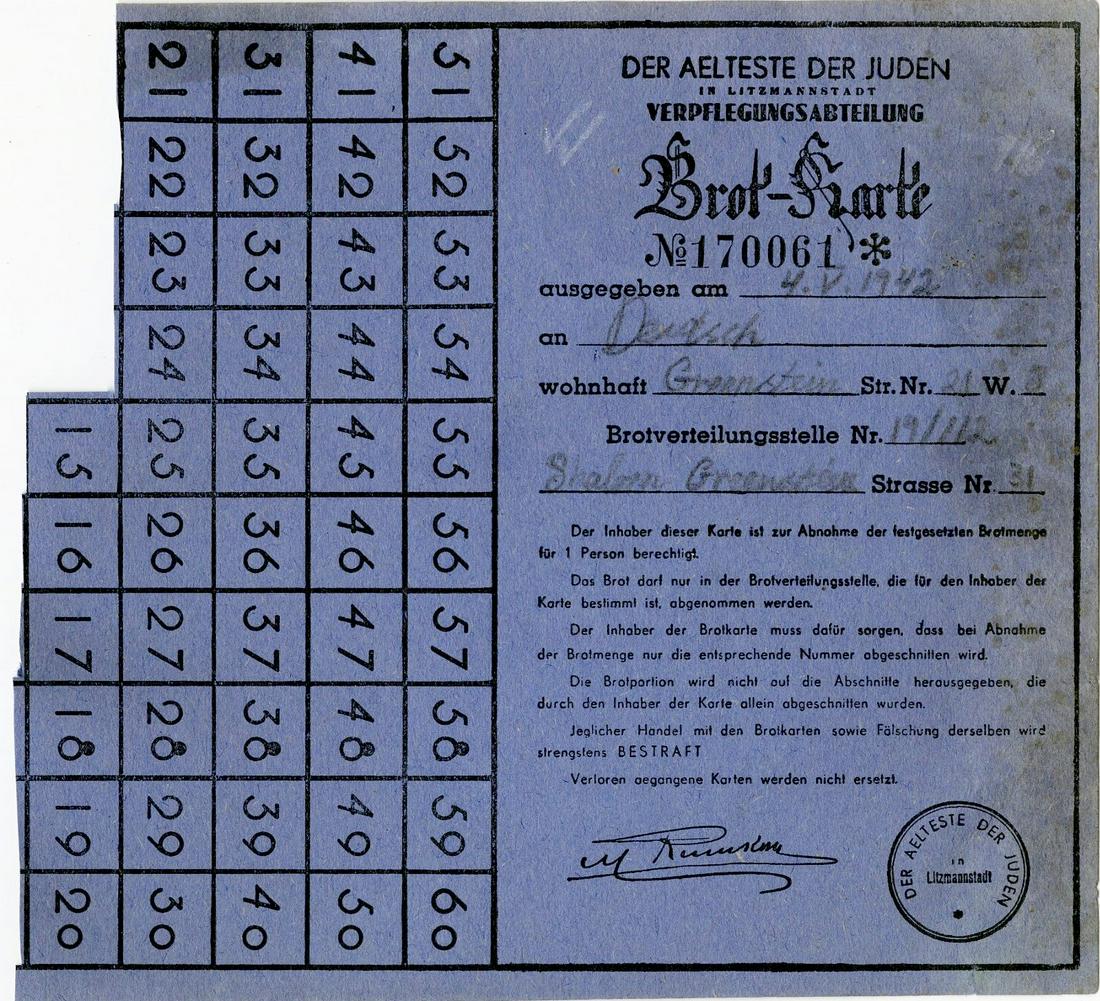 21 31 41 51
22 32 42 52
23 33 43 53
24 34 44 54
15 25 35 45 55
16 26 36 46 56
17 27 37 47 57
18 28 38 48 58
19 29 39 49 59
20 30 40 50 60
DER AELTESTE DER JUDEN
IN LITZMANNSTADT
VERPFLEGUNGSABTEILUNG
Brot-Karte
№ 170061 *
ausgegeben am 4. V. 1942
an Deutsch
wohnhaft Greenstein Str. Nr. 21 W. 8
Brotverteilungsstelle Nr. 19/112
Shalom Greenstein Strasse Nr 31
Der Inhaber dieser Karte ist zur Abnahme der festgesetzten Brotmenge
für 1 Person berechtigt.
Das Brot darf nur in der Brotverteilungsstelle, die für den Inhaber der
Karte bestimmt ist, abgenommen werden.
Der Inhaber der Brotkarte muss dafür sorgen, dass bei Abnahme
der Brotmenge nur die entsprechende Nummer abgeschnitten wird.
Die Brotportion wird nicht auf die Abschnitte herausgegeben, die
durch den Inhaber der Karte allein abgeschnitten wurden.
Jeglicher Handel mit den Brotkarten sowie Fälschung derselben wird
strengstens BESTRAFT
Verloren gegangene Karten werden nicht ersetzt.
DER AELTESTE DER JUDEN
in
Litzmannstadt